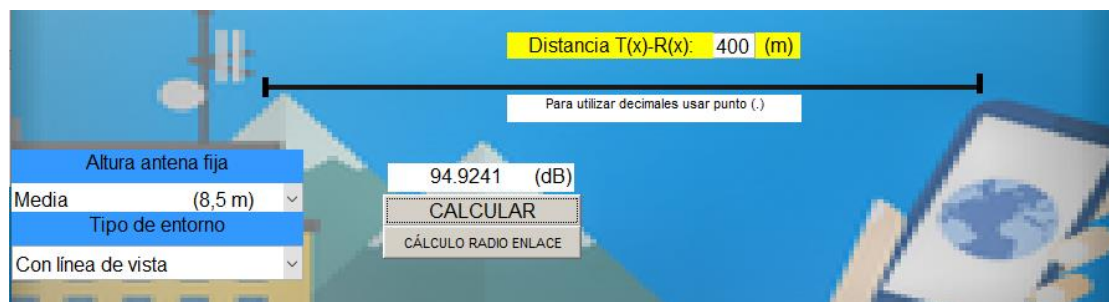 Distancia T(x)-R(x): 400 (m)
Para utilizar decimales usar punto (.)
Altura antena fija
Media (8,5 m)
Tipo de entorno
Con línea de vista
94.9241 (dB)
CALCULAR
CÁLCULO RADIO ENLACE